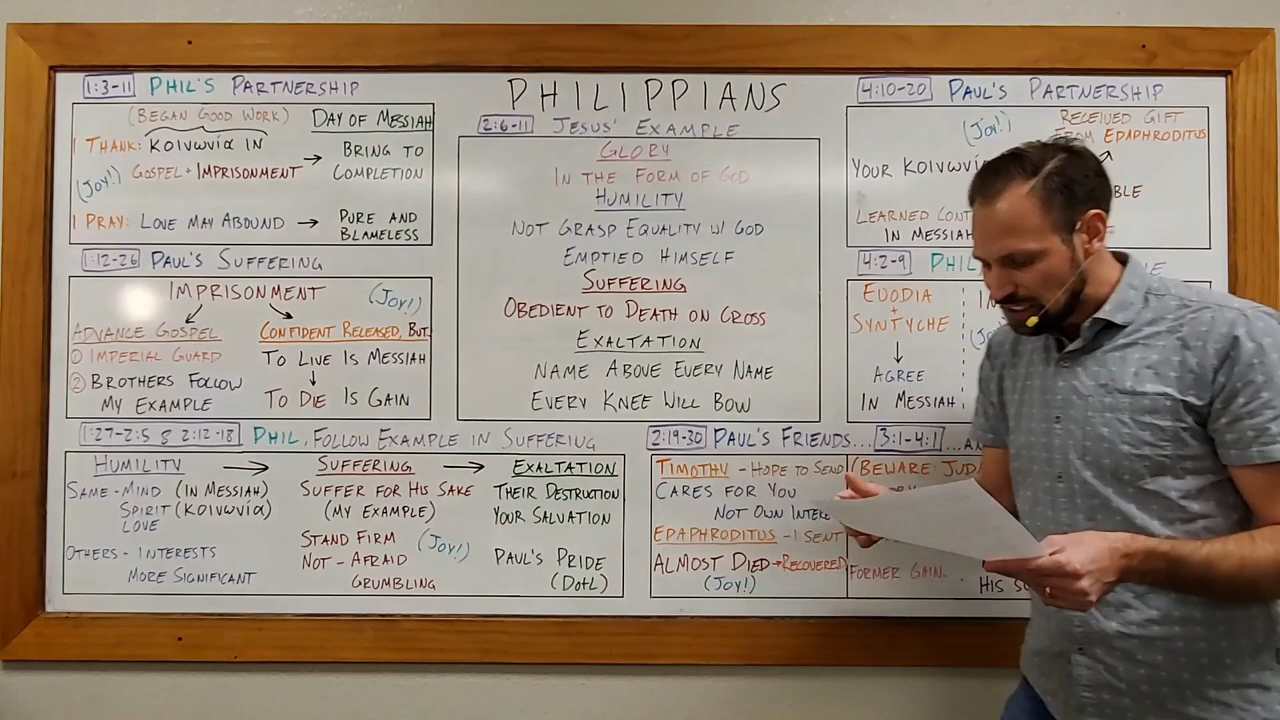 PHILIPPIANS
1:3-11 PHIL'S PARTNERSHIP
(BEGAN GOOD WORK) DAY OF MESSIAH
I THANK: ΚΟΙνωνία IN → BRING TO
(JOY!) GOSPEL + IMPRISONMENT COMPLETION
I PRAY: LOVE MAY ABOUND → PURE AND
BLAMELESS
1:12-26 PAUL'S SUFFERING
IMPRISONMENT (JOY!)
ADVANCE GOSPEL CONFIDENT RELEASED, BUT
① IMPERIAL GUARD TO LIVE IS MESSIAH
② BROTHERS FOLLOW ↓
MY EXAMPLE TO DIE IS GAIN
2:6-11 JESUS' EXAMPLE
GLORY
IN THE FORM OF GOD
HUMILITY
NOT GRASP EQUALITY W/ GOD
EMPTIED HIMSELF
SUFFERING
OBEDIENT TO DEATH ON CROSS
EXALTATION
NAME ABOVE EVERY NAME
EVERY KNEE WILL BOW
4:10-20 PAUL'S PARTNERSHIP
(JOY!) RECEIVED GIFT
FROM EPAPHRODITUS
YOUR ΚΟΙνωνί
LEARNED CONT
IN MESSIAH
4:2-9 PHIL
EUODIA
+
SYNTYCHE
↓
AGREE
IN MESSIAH
1:27-2:5 & 2:12-18 PHIL, FOLLOW EXAMPLE IN SUFFERING
HUMILITY → SUFFERING → EXALTATION
SAME - MIND (IN MESSIAH) SUFFER FOR HIS SAKE THEIR DESTRUCTION
SPIRIT (ΚΟΙνωνία) (MY EXAMPLE) YOUR SALVATION
LOVE STAND FIRM (JOY!)
OTHERS - INTERESTS NOT - AFRAID PAUL'S PRIDE
MORE SIGNIFICANT GRUMBLING (DOTL)
2:19-30 PAUL'S FRIENDS... 3:1-4:1
TIMOTHY - HOPE TO SEND (BEWARE: JUD
CARES FOR YOU
NOT OWN INTE
EPAPHRODITUS - I SENT
ALMOST DIED → RECOVERED FORMER GAIN
(JOY!) HIS